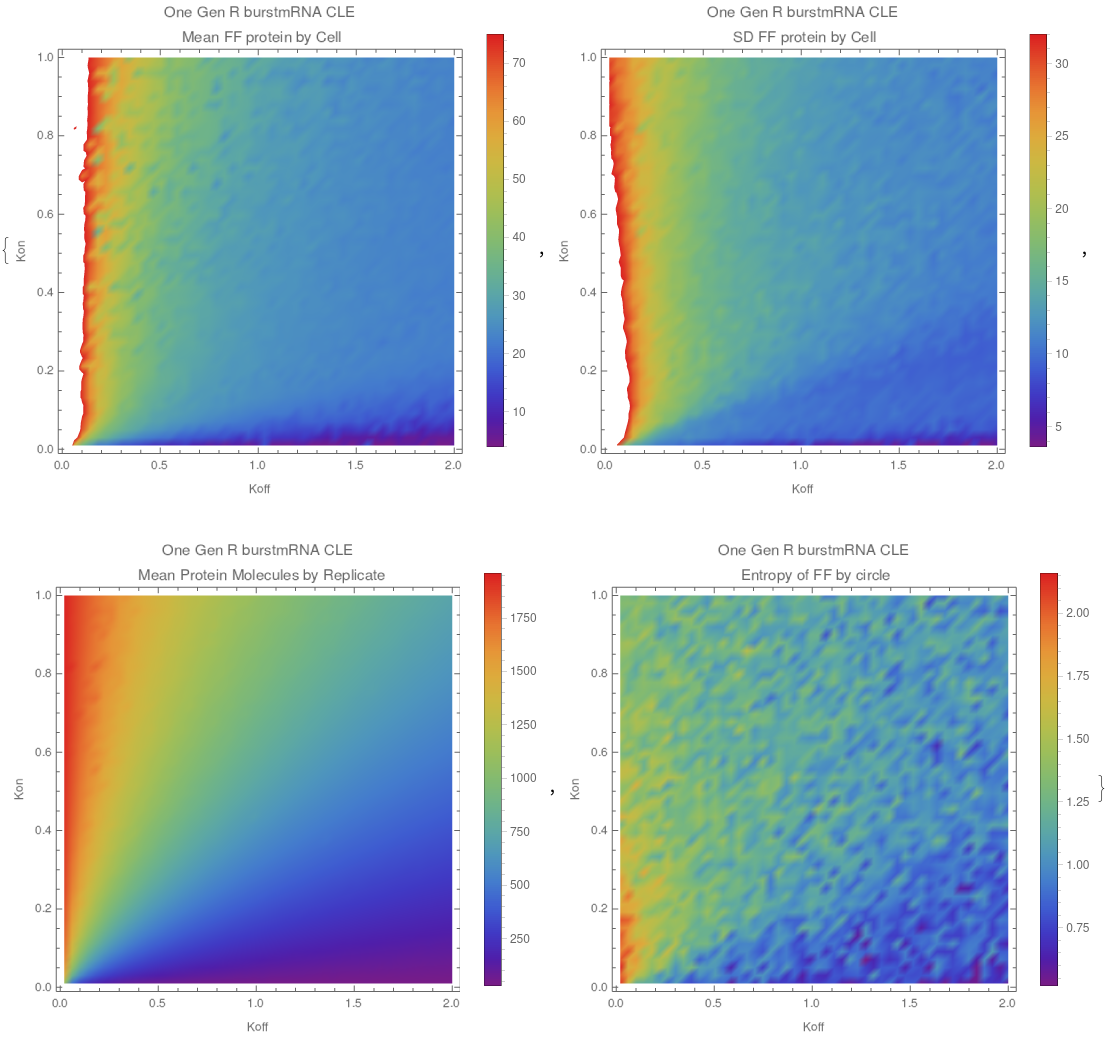 One Gen R burstmRNA CLE
Mean FF protein by Cell
1.0
0.8
0.6
0.4
0.2
0.0
Kon
0.0 0.5 1.0 1.5 2.0
Koff
70
60
50
40
30
20
10
{
,
One Gen R burstmRNA CLE
SD FF protein by Cell
1.0
0.8
0.6
0.4
0.2
0.0
Kon
0.0 0.5 1.0 1.5 2.0
Koff
30
25
20
15
10
5
,
One Gen R burstmRNA CLE
Mean Protein Molecules by Replicate
1.0
0.8
0.6
0.4
0.2
0.0
Kon
0.0 0.5 1.0 1.5 2.0
Koff
1750
1500
1250
1000
750
500
250
,
One Gen R burstmRNA CLE
Entropy of FF by circle
1.0
0.8
0.6
0.4
0.2
0.0
Kon
0.0 0.5 1.0 1.5 2.0
Koff
2.00
1.75
1.50
1.25
1.00
0.75
}